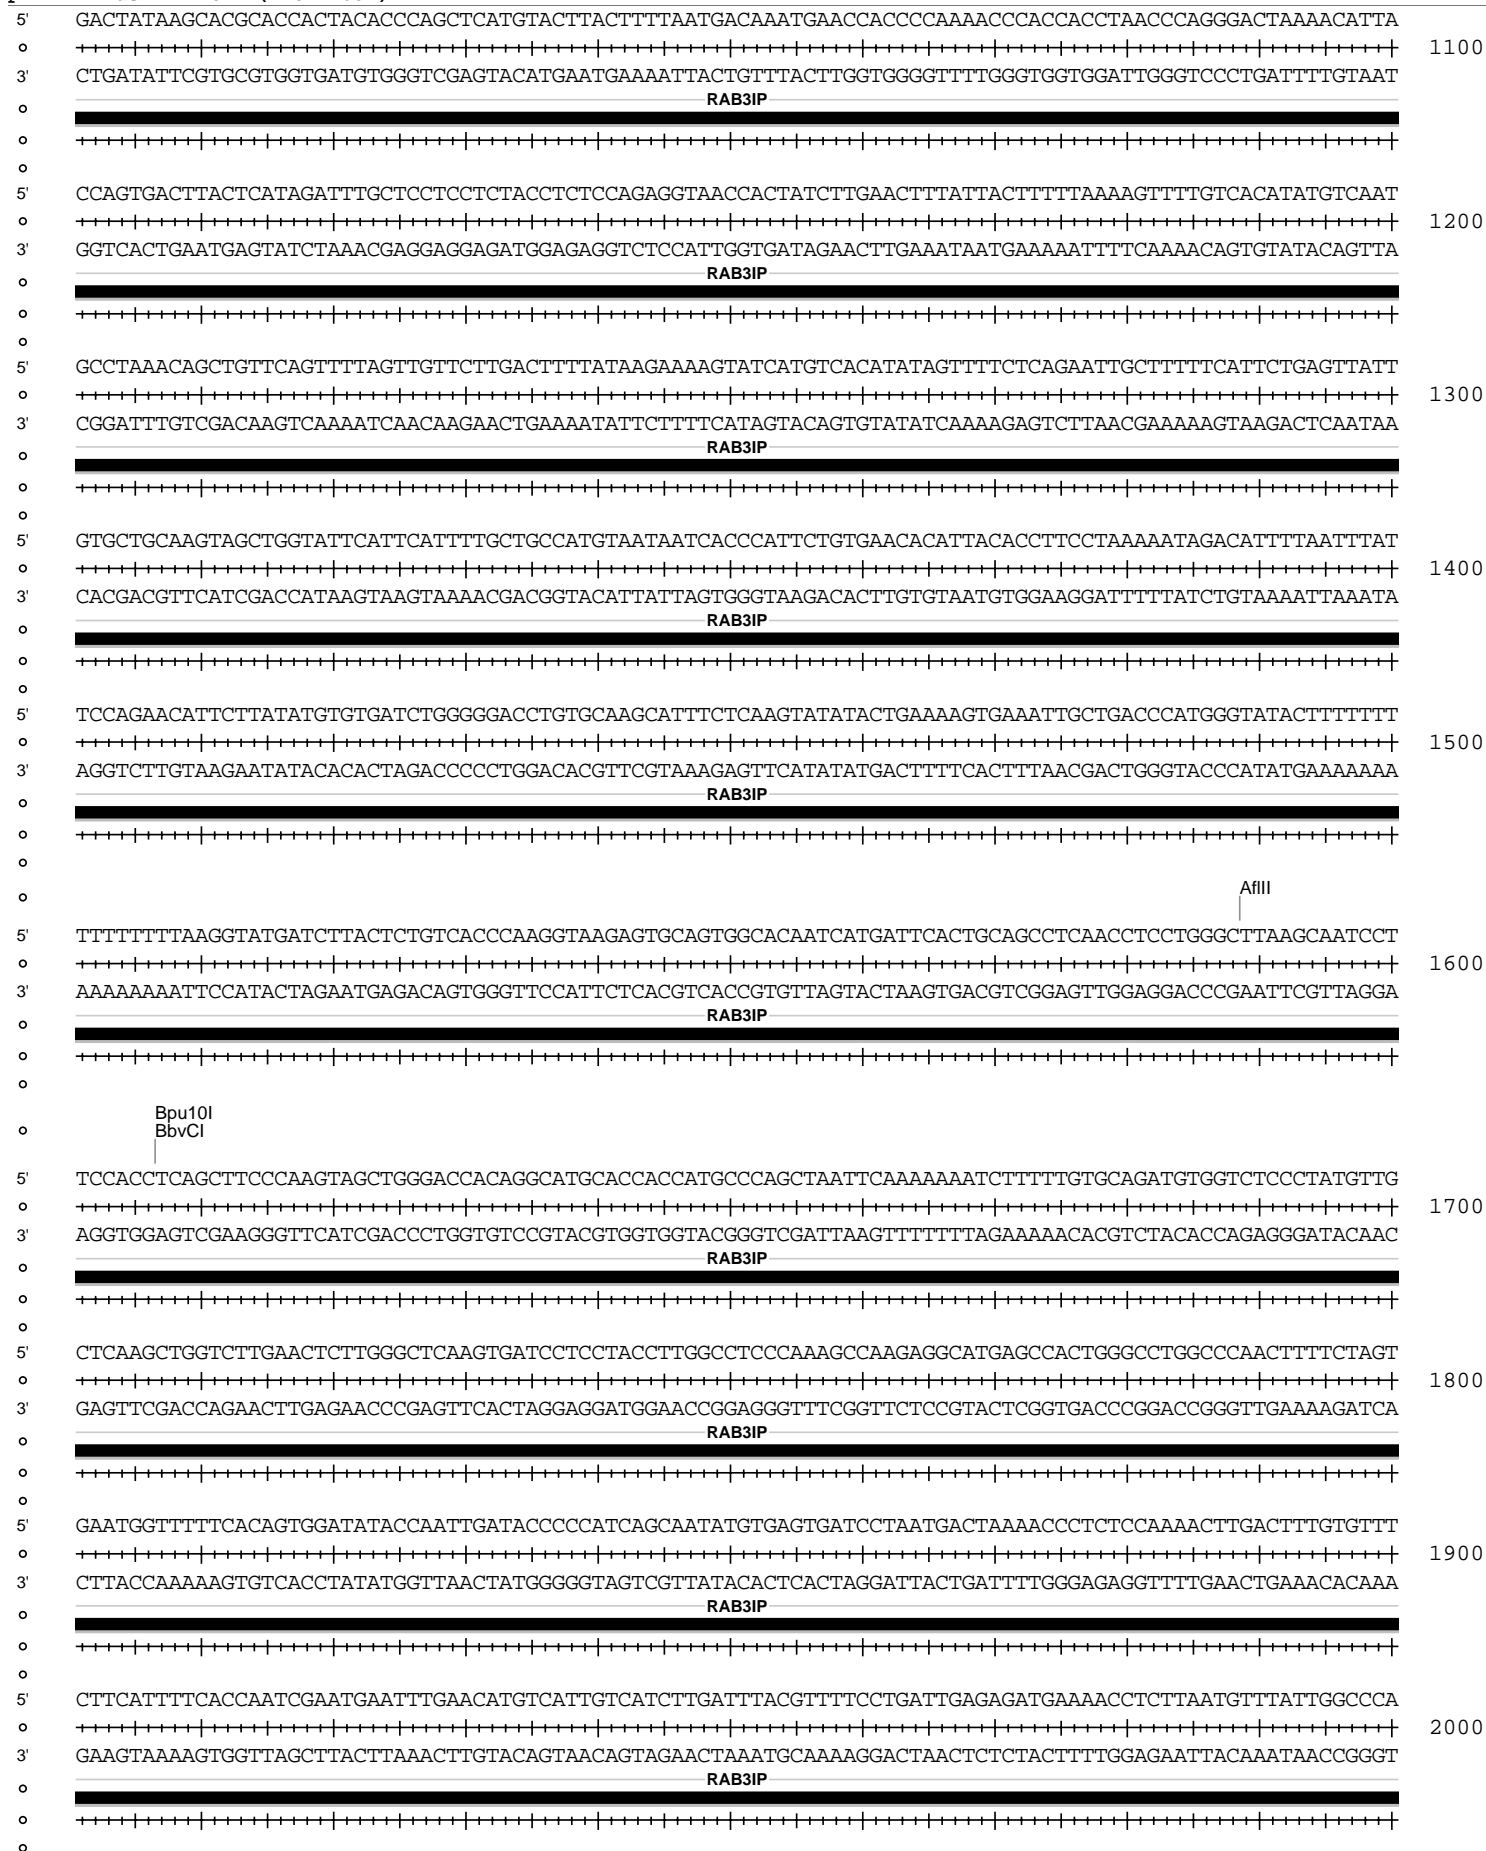 5' GACTATAAGCACGCACCACTACACCCAGCTCATGTACTTACTTTTAATGACAAATGAACCACCCCAAAACCCACCACCTAACCCAGGGACTAAAACATTA
1100
3' CTGATATTCGTGCGTGGTGATGTGGGTCGAGTACATGAATGAAAATTACTGTTTACTTGGTGGGGTTTTGGGTGGTGGATTGGGTCCCTGATTTTGTAAT
RAB3IP
5' CCAGTGACTTACTCATAGATTTGCTCCTCCTCTACCTCTCCAGAGGTAACCACTATCTTGAACTTTATTACTTTTTAAAAGTTTTGTCACATATGTCAAT
1200
3' GGTCACTGAATGAGTATCTAAACGAGGAGGAGATGGAGAGGTCTCCATTGGTGATAGAACTTGAAATAATGAAAAATTTTCAAAACAGTGTATACAGTTA
RAB3IP
5' GCCTAAACAGCTGTTCAGTTTTAGTTGTTCTTGACTTTTATAAGAAAAGTATCATGTCACATATAGTTTTCTCAGAATTGCTTTTTCATTCTGAGTTATT
1300
3' CGGATTTGTCGACAAGTCAAAATCAACAAGAACTGAAAATATTCTTTTCATAGTACAGTGTATATCAAAAGAGTCTTAACGAAAAAGTAAGACTCAATAA
RAB3IP
5' GTGCTGCAAGTAGCTGGTATTCATTCATTTTGCTGCCATGTAATAATCACCCATTCTGTGAACACATTACACCTTCCTAAAAATAGACATTTTAATTTAT
1400
3' CACGACGTTCATCGACCATAAGTAAGTAAAACGACGGTACATTATTAGTGGGTAAGACACTTGTGTAATGTGGAAGGATTTTTATCTGTAAAATTAAATA
RAB3IP
5' TCCAGAACATTCTTATATGTGTGATCTGGGGGACCTGTGCAAGCATTTCTCAAGTATATACTGAAAAGTGAAATTGCTGACCCATGGGTATACTTTTTTT
1500
3' AGGTCTTGTAAGAATATACACACTAGACCCCCTGGACACGTTCGTAAAGAGTTCATATATGACTTTTCACTTTAACGACTGGGTACCCATATGAAAAAAA
RAB3IP
AflII
5' TTTTTTTTAAGGTATGATCTTACTCTGTCACCCAAGGTAAGAGTGCAGTGGCACAATCATGATTCACTGCAGCCTCAACCTCCTGGGCTTAAGCAATCCT
1600
3' AAAAAAAATTCCATACTAGAATGAGACAGTGGGTTCCATTCTCACGTCACCGTGTTAGTACTAAGTGACGTCGGAGTTGGAGGACCCGAATTCGTTAGGA
RAB3IP
Bpu10I
BbvCI
5' TCCACCTCAGCTTCCCAAGTAGCTGGGACCACAGGCATGCACCACCATGCCCAGCTAATTCAAAAAAATCTTTTTGTGCAGATGTGGTCTCCCTATGTTG
1700
3' AGGTGGAGTCGAAGGGTTCATCGACCCTGGTGTCCGTACGTGGTGGTACGGGTCGATTAAGTTTTTTTAGAAAAACACGTCTACACCAGAGGGATACAAC
RAB3IP
5' CTCAAGCTGGTCTTGAACTCTTGGGCTCAAGTGATCCTCCTACCTTGGCCTCCCAAAGCCAAGAGGCATGAGCCACTGGGCCTGGCCCAACTTTTCTAGT
1800
3' GAGTTCGACCAGAACTTGAGAACCCGAGTTCACTAGGAGGATGGAACCGGAGGGTTTCGGTTCTCCGTACTCGGTGACCCGGACCGGGTTGAAAAGATCA
RAB3IP
5' GAATGGTTTTTCACAGTGGATATACCAATTGATACCCCCATCAGCAATATGTGAGTGATCCTAATGACTAAAACCCTCTCCAAAACTTGACTTTGTGTTT
1900
3' CTTACCAAAAAGTGTCACCTATATGGTTAACTATGGGGGTAGTCGTTATACACTCACTAGGATTACTGATTTTGGGAGAGGTTTTGAACTGAAACACAAA
RAB3IP
5' CTTCATTTTCACCAATCGAATGAATTTGAACATGTCATTGTCATCTTGATTTACGTTTTCCTGATTGAGAGATGAAAACCTCTTAATGTTTATTGGCCCA
2000
3' GAAGTAAAAGTGGTTAGCTTACTTAAACTTGTACAGTAACAGTAGAACTAAATGCAAAAGGACTAACTCTCTACTTTTGGAGAATTACAAATAACCGGGT
RAB3IP